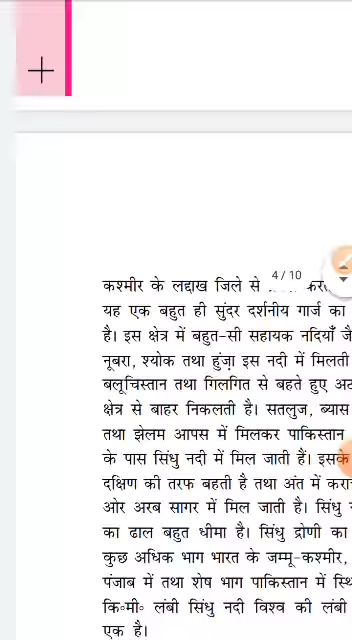 4 / 10
कश्मीर के लद्दाख जिले से
यह एक बहुत ही सुंदर दर्शनीय गार्ज का
है। इस क्षेत्र में बहुत-सी सहायक नदियाँ
नूबरा, श्योक तथा हुंज़ा इस नदी में मिलती
बलूचिस्तान तथा गिलगित से बहते हुए
क्षेत्र से बाहर निकलती है। सतलुज, ब्यास
तथा झेलम आपस में मिलकर पाकिस्तान
के पास सिंधु नदी में मिल जाती हैं। इसके
दक्षिण की तरफ बहती है तथा अंत में
ओर अरब सागर में मिल जाती है। सिंधु
का ढाल बहुत धीमा है। सिंधु द्रोणी का
कुछ अधिक भाग भारत के जम्मू-कश्मीर,
पंजाब में तथा शेष भाग पाकिस्तान में
कि॰मी॰ लंबी सिंधु नदी विश्व की लंबी
एक है।